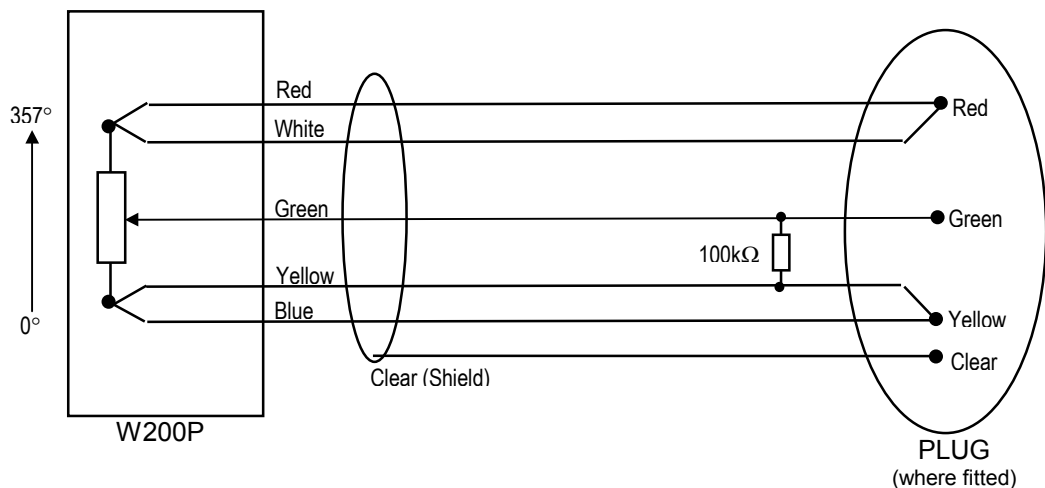 Red
White
357°
Red
Green
Green
100kΩ
Yellow
Blue
0°
Yellow
Clear
Clear (Shield)
W200P
PLUG
(where fitted)